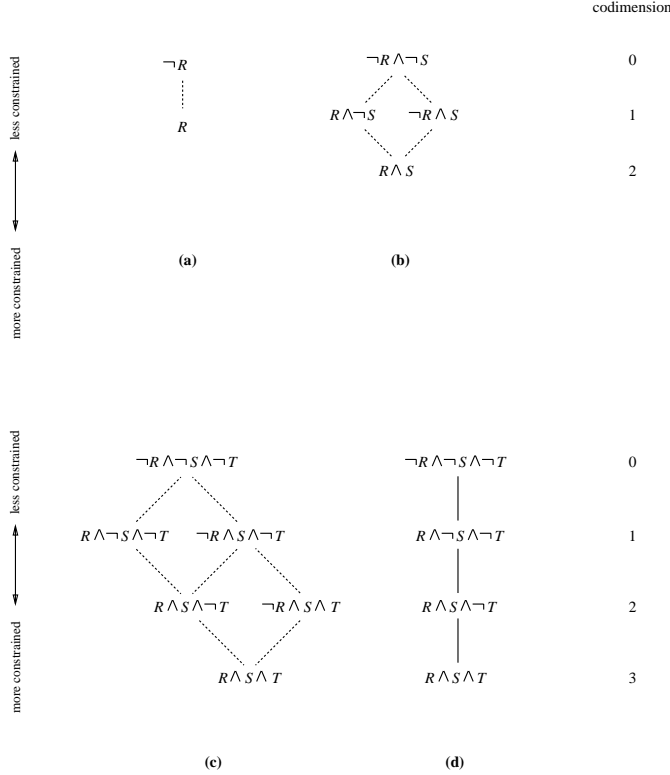 codimension
less constrained
more constrained
¬R
R
(a)
¬R∧¬S
R∧¬S ¬R∧S
R∧S
(b)
0
1
2
less constrained
more constrained
¬R∧¬S∧¬T
R∧¬S∧¬T ¬R∧S∧¬T
R∧S∧¬T ¬R∧S∧T
R∧S∧T
(c)
¬R∧¬S∧¬T
R∧¬S∧¬T
R∧S∧¬T
R∧S∧T
(d)
0
1
2
3